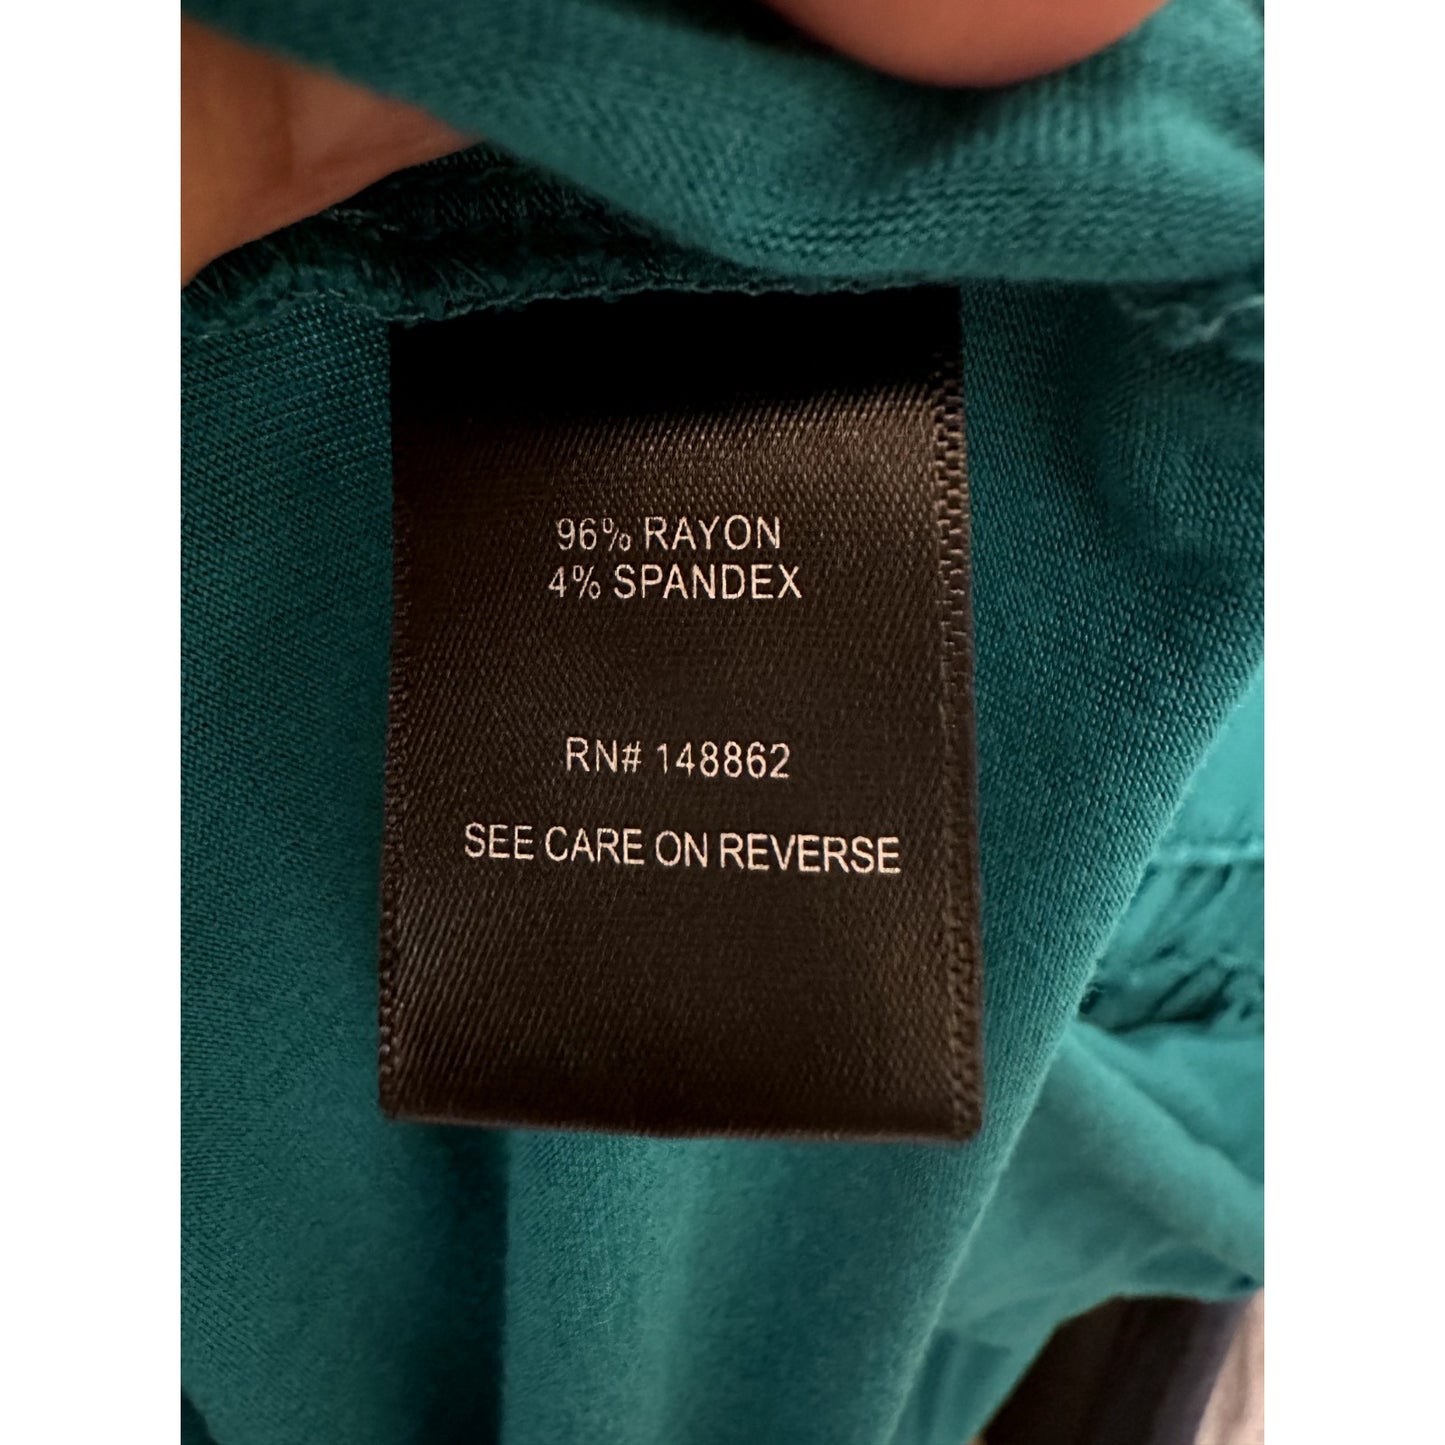 96% RAYON
4% SPANDEX
RN# 148862
SEE CARE ON REVERSE